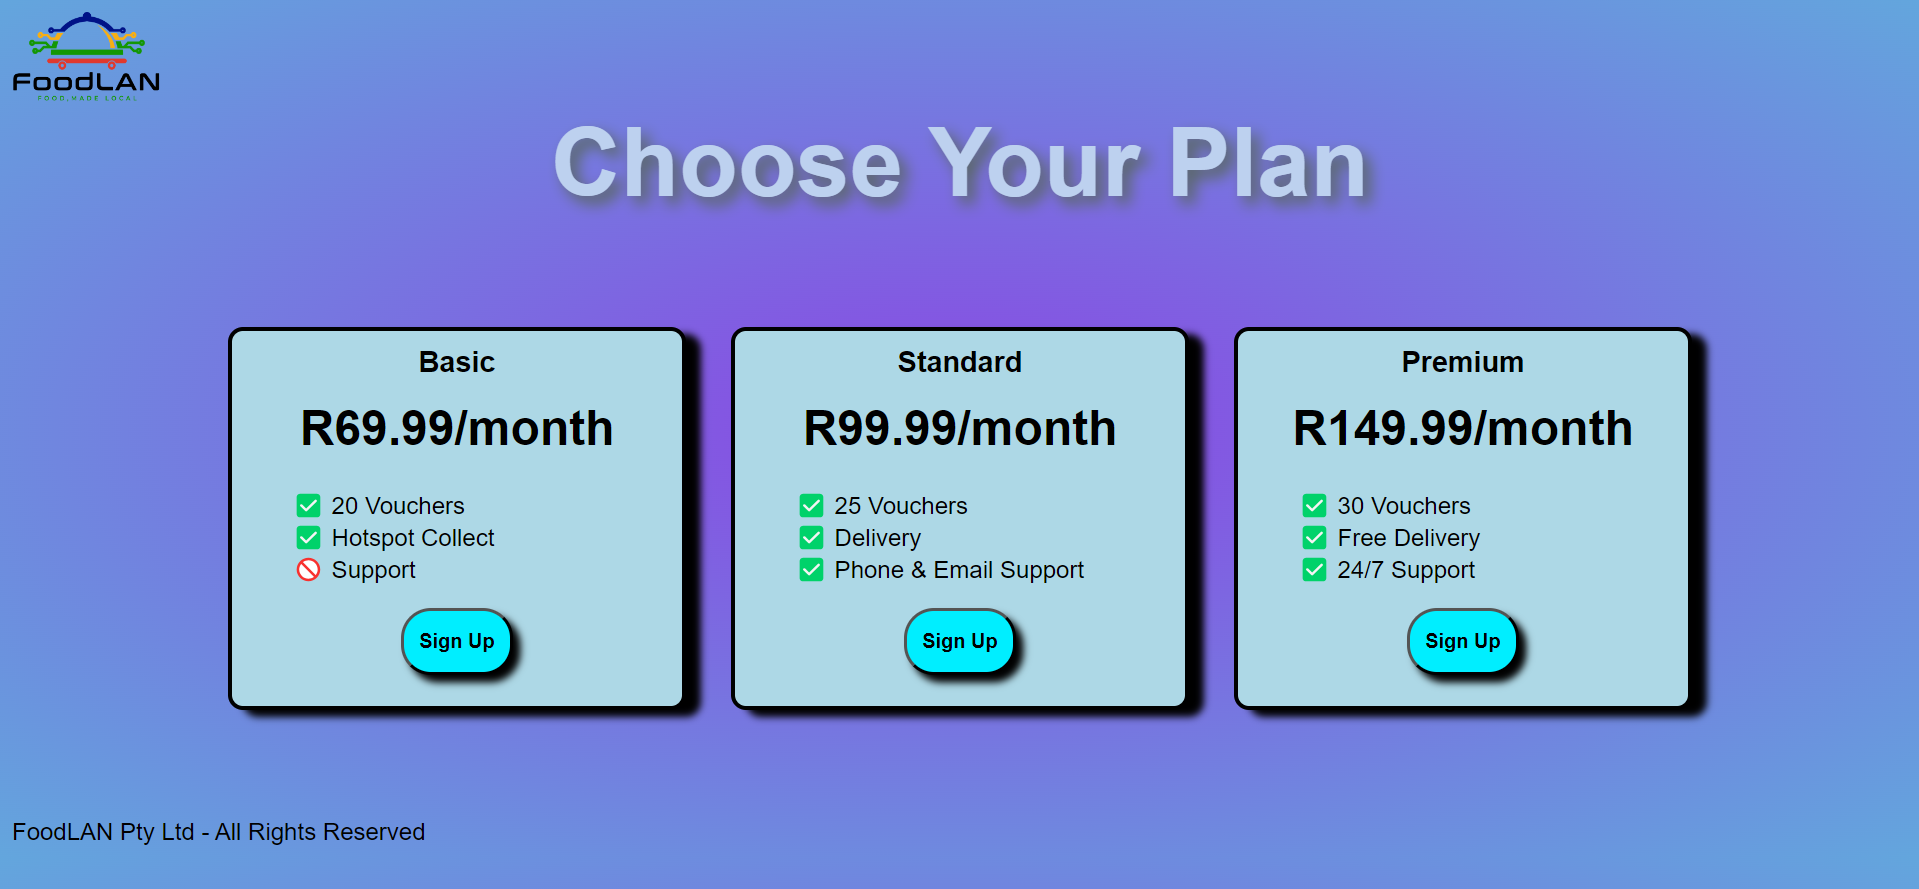 FoodLAN
FOOD, MADE LOCAL
Choose Your Plan
Basic
R69.99/month
20 Vouchers
Hotspot Collect
Support
Sign Up
Standard
R99.99/month
25 Vouchers
Delivery
Phone & Email Support
Sign Up
Premium
R149.99/month
30 Vouchers
Free Delivery
24/7 Support
Sign Up
FoodLAN Pty Ltd - All Rights Reserved